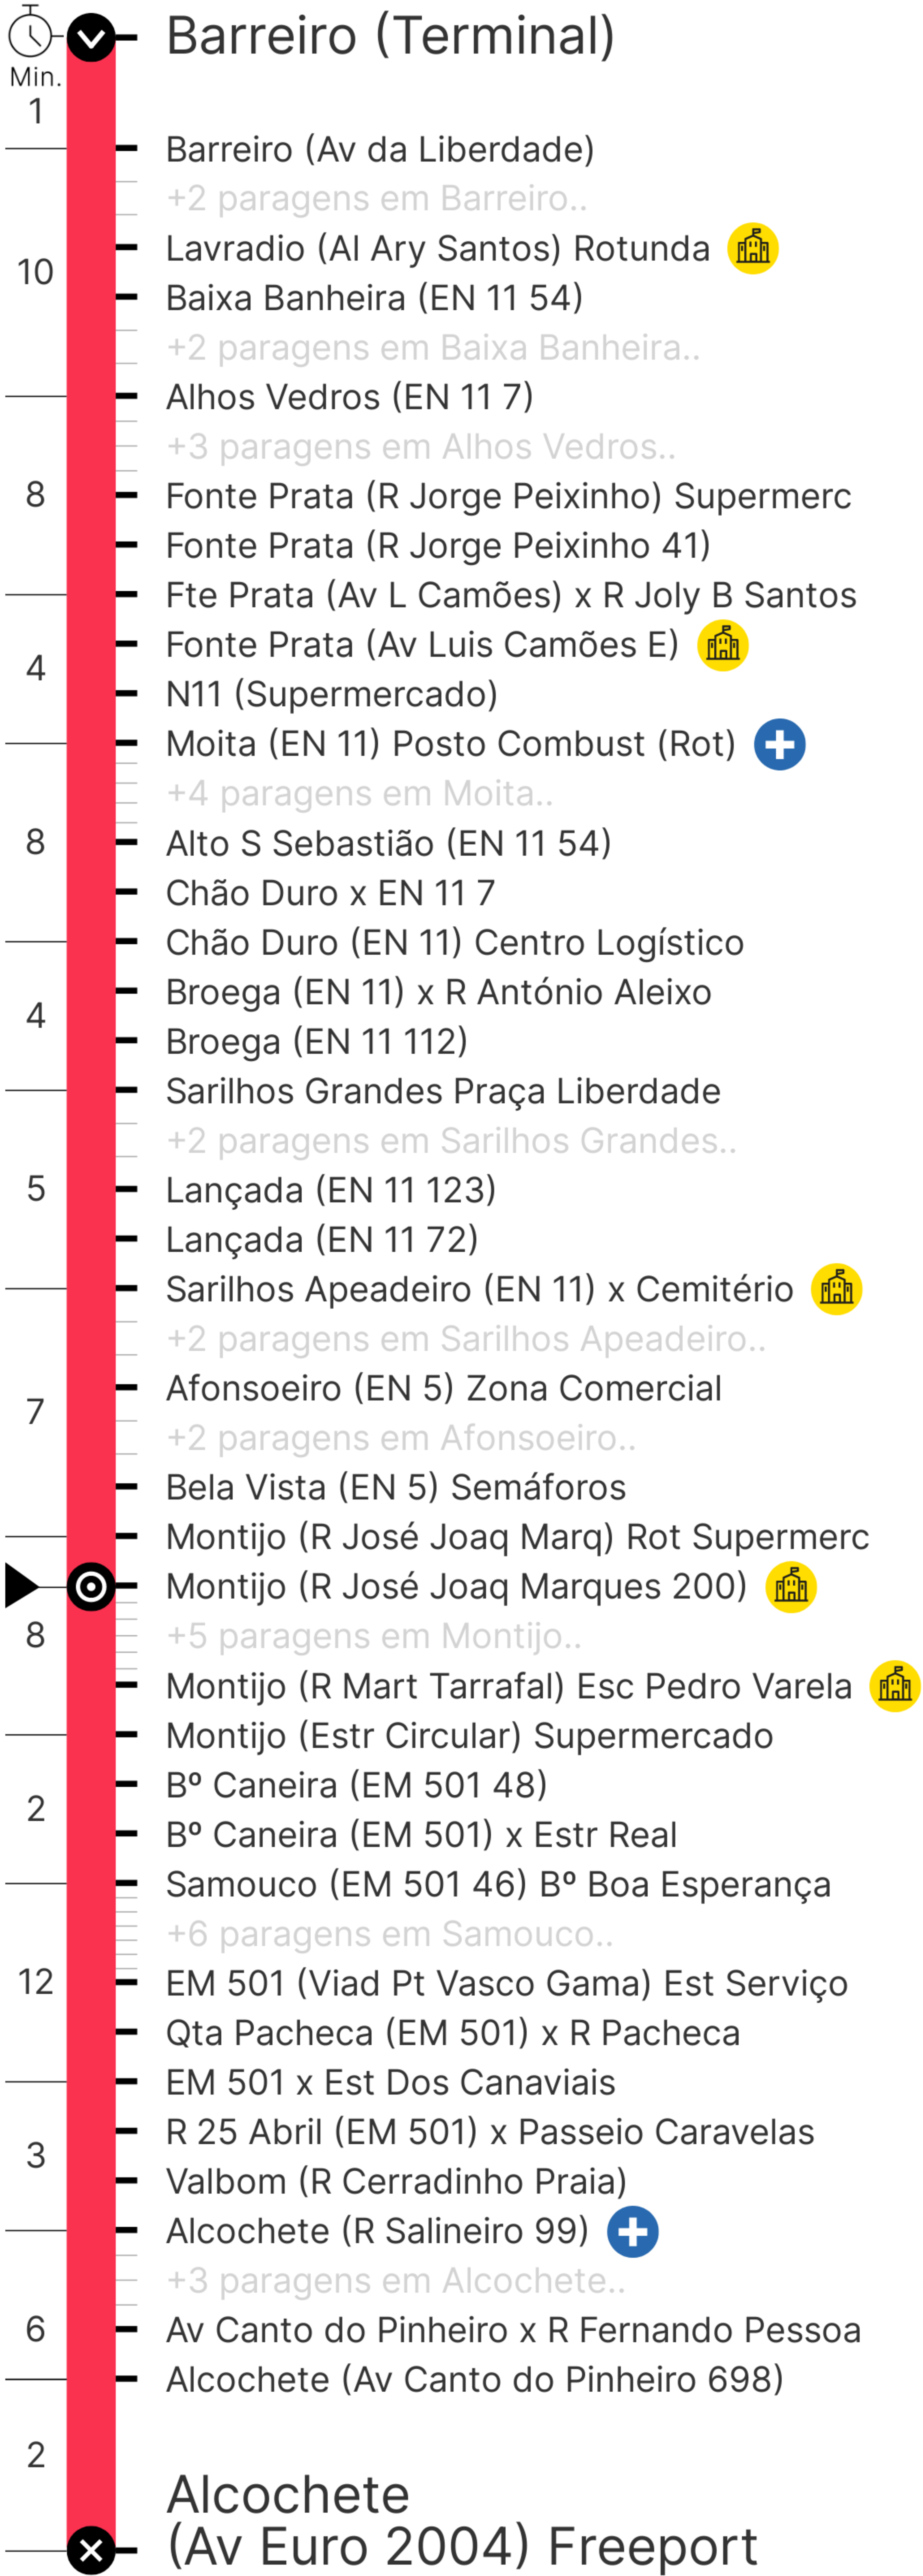 Barreiro (Terminal)
Min.
1
Barreiro (Av da Liberdade)
+2 paragens em Barreiro..
10
Lavradio (Al Ary Santos) Rotunda
Baixa Banheira (EN 11 54)
+2 paragens em Baixa Banheira..
Alhos Vedros (EN 11 7)
+3 paragens em Alhos Vedros..
8
Fonte Prata (R Jorge Peixinho) Supermerc
Fonte Prata (R Jorge Peixinho 41)
Fte Prata (Av L Camões) x R Joly B Santos
4
Fonte Prata (Av Luis Camões E)
N11 (Supermercado)
Moita (EN 11) Posto Combust (Rot)
+4 paragens em Moita..
8
Alto S Sebastião (EN 11 54)
Chão Duro x EN 11 7
Chão Duro (EN 11) Centro Logístico
4
Broega (EN 11) x R António Aleixo
Broega (EN 11 112)
Sarilhos Grandes Praça Liberdade
+2 paragens em Sarilhos Grandes..
5
Lançada (EN 11 123)
Lançada (EN 11 72)
Sarilhos Apeadeiro (EN 11) x Cemitério
+2 paragens em Sarilhos Apeadeiro..
7
Afonsoeiro (EN 5) Zona Comercial
+2 paragens em Afonsoeiro..
Bela Vista (EN 5) Semáforos
Montijo (R José Joaq Marq) Rot Supermerc
Montijo (R José Joaq Marques 200)
8
+5 paragens em Montijo..
Montijo (R Mart Tarrafal) Esc Pedro Varela
Montijo (Estr Circular) Supermercado
2
Bº Caneira (EM 501 48)
Bº Caneira (EM 501) x Estr Real
Samouco (EM 501 46) Bº Boa Esperança
+6 paragens em Samouco..
12
EM 501 (Viad Pt Vasco Gama) Est Serviço
Qta Pacheca (EM 501) x R Pacheca
EM 501 x Est Dos Canaviais
3
R 25 Abril (EM 501) x Passeio Caravelas
Valbom (R Cerradinho Praia)
Alcochete (R Salineiro 99)
+3 paragens em Alcochete..
6
Av Canto do Pinheiro x R Fernando Pessoa
Alcochete (Av Canto do Pinheiro 698)
2
Alcochete
(Av Euro 2004) Freeport